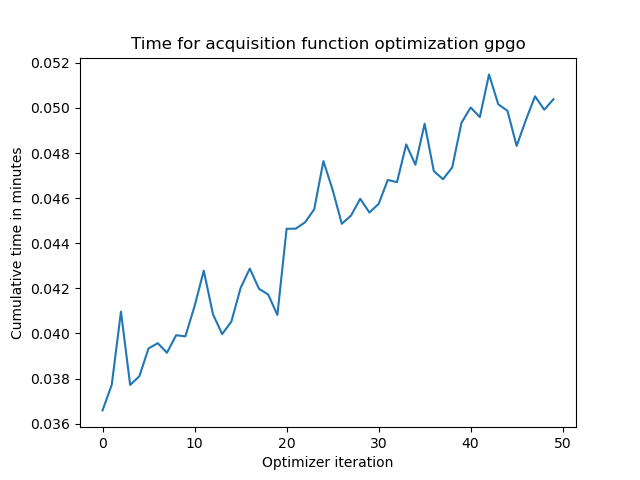 Time for acquisition function optimization gpgo
0.052
0.050
0.048
0.046
0.044
0.042
0.040
0.038
0.036
Cumulative time in minutes
0 10 20 30 40 50
Optimizer iteration